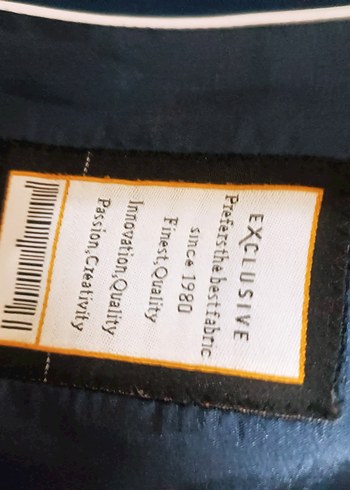 EXCLUSIVE
Prefersthebestfabric
since 1980
Finest,Quality
Innovation,Quality
Passion,Creativity